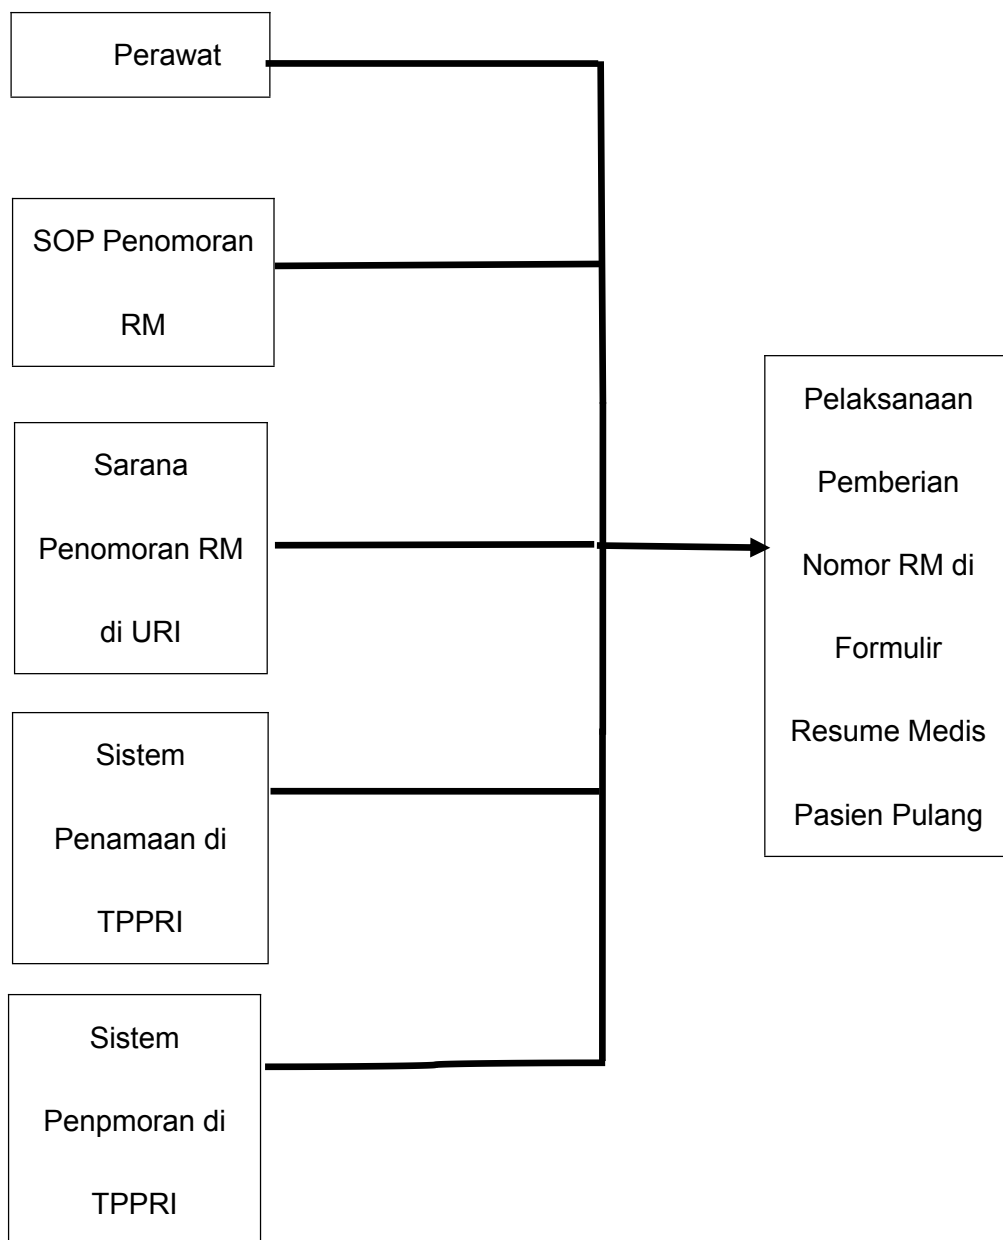 Perawat
SOP Penomoran
RM
Sarana
Penomoran RM
di URI
Sistem
Penamaan di
TPPRI
Sistem
Penpmoran di
TPPRI
Pelaksanaan
Pemberian
Nomor RM di
Formulir
Resume Medis
Pasien Pulang